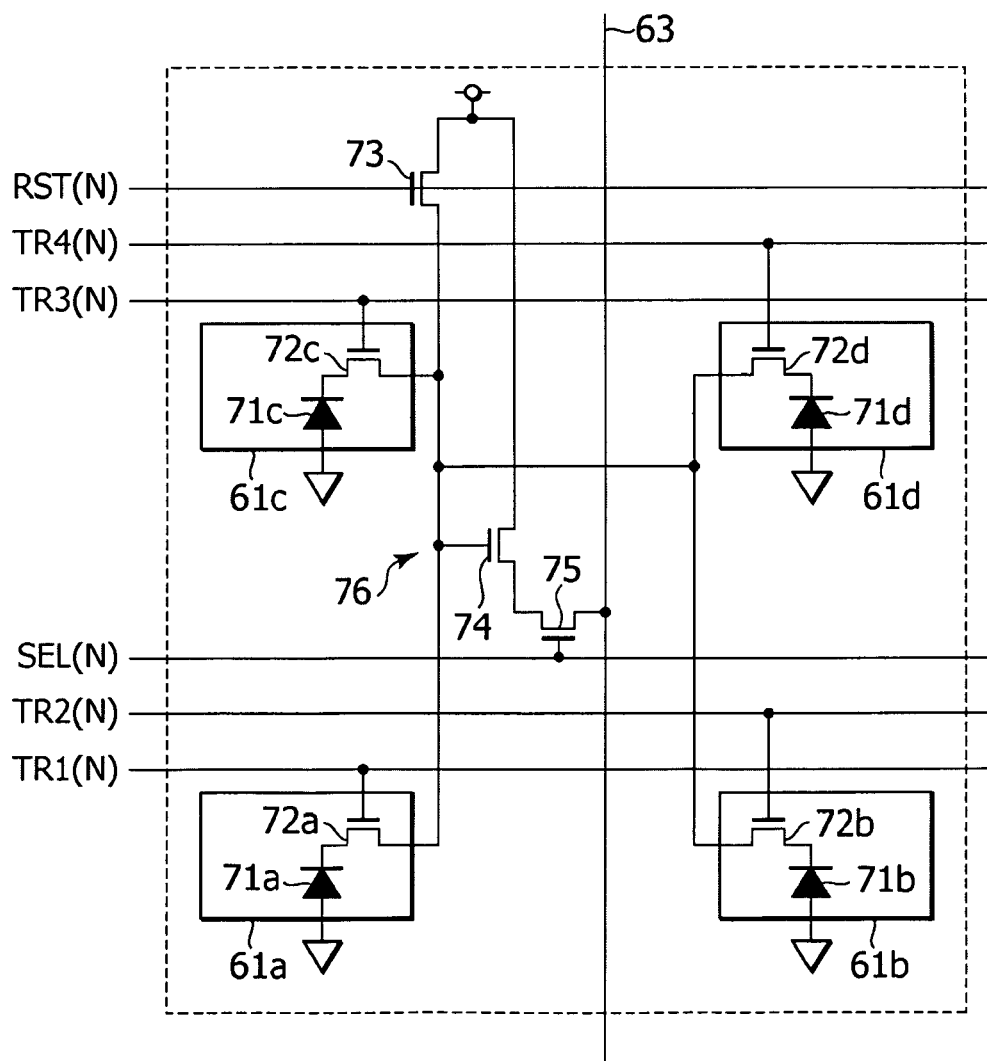 63
73
RST(N)
TR4(N)
TR3(N)
72c
72d
71c
71d
61c
61d
76
74
75
SEL(N)
TR2(N)
TR1(N)
72a
72b
71a
71b
61a
61b